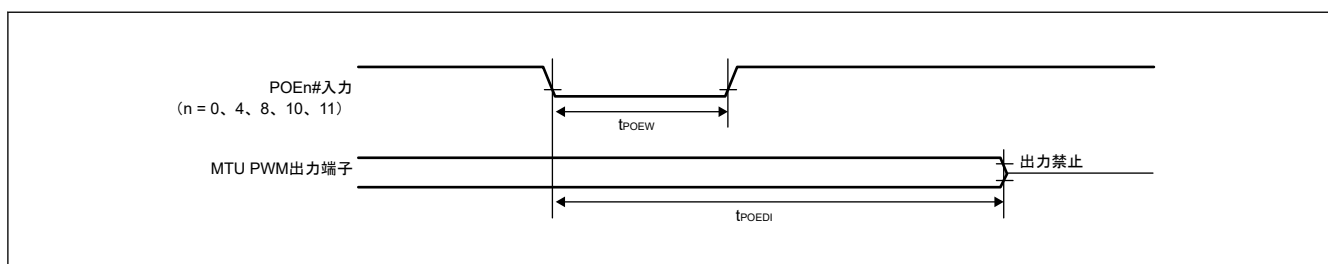 POEn#入力
(n = 0、4、8、10、11)
tPOEW
MTU PWM出力端子
出力禁止
tPOEDI